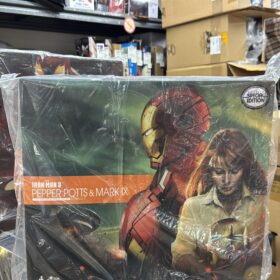 SPECIAL
EDITION
IRON MAN 3
PEPPER POTTS & MARK IX